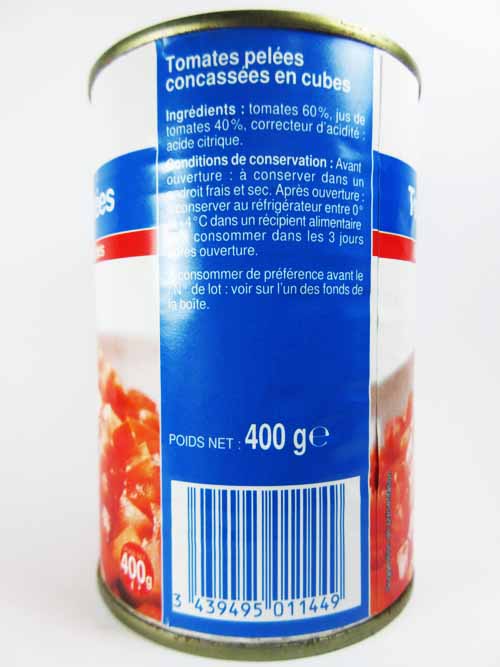 Tomates pelées
concassées en cubes
Ingrédients : tomates 60%, jus de
tomates 40%, correcteur d'acidité :
acide citrique.
Conditions de conservation : Avant
ouverture : à conserver dans un
endroit frais et sec. Après ouverture :
conserver au réfrigérateur entre 0°
+4°C dans un récipient alimentaire
consommer dans les 3 jours
ouverture.
consommer de préférence avant le
N° de lot : voir sur l'un des fonds de
la boîte.
POIDS NET : 400 g e
400g
3 439495 011449